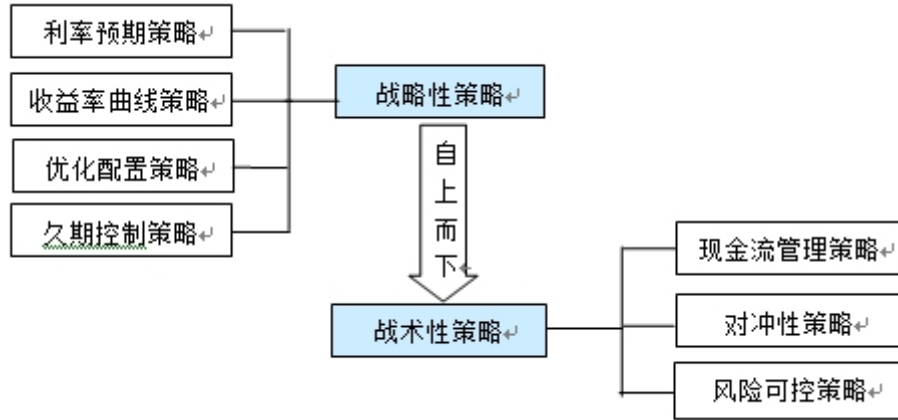 利率预期策略
收益率曲线策略
优化配置策略
久期控制策略
战略性策略
自上而下
战术性策略
现金流管理策略
对冲性策略
风险可控策略